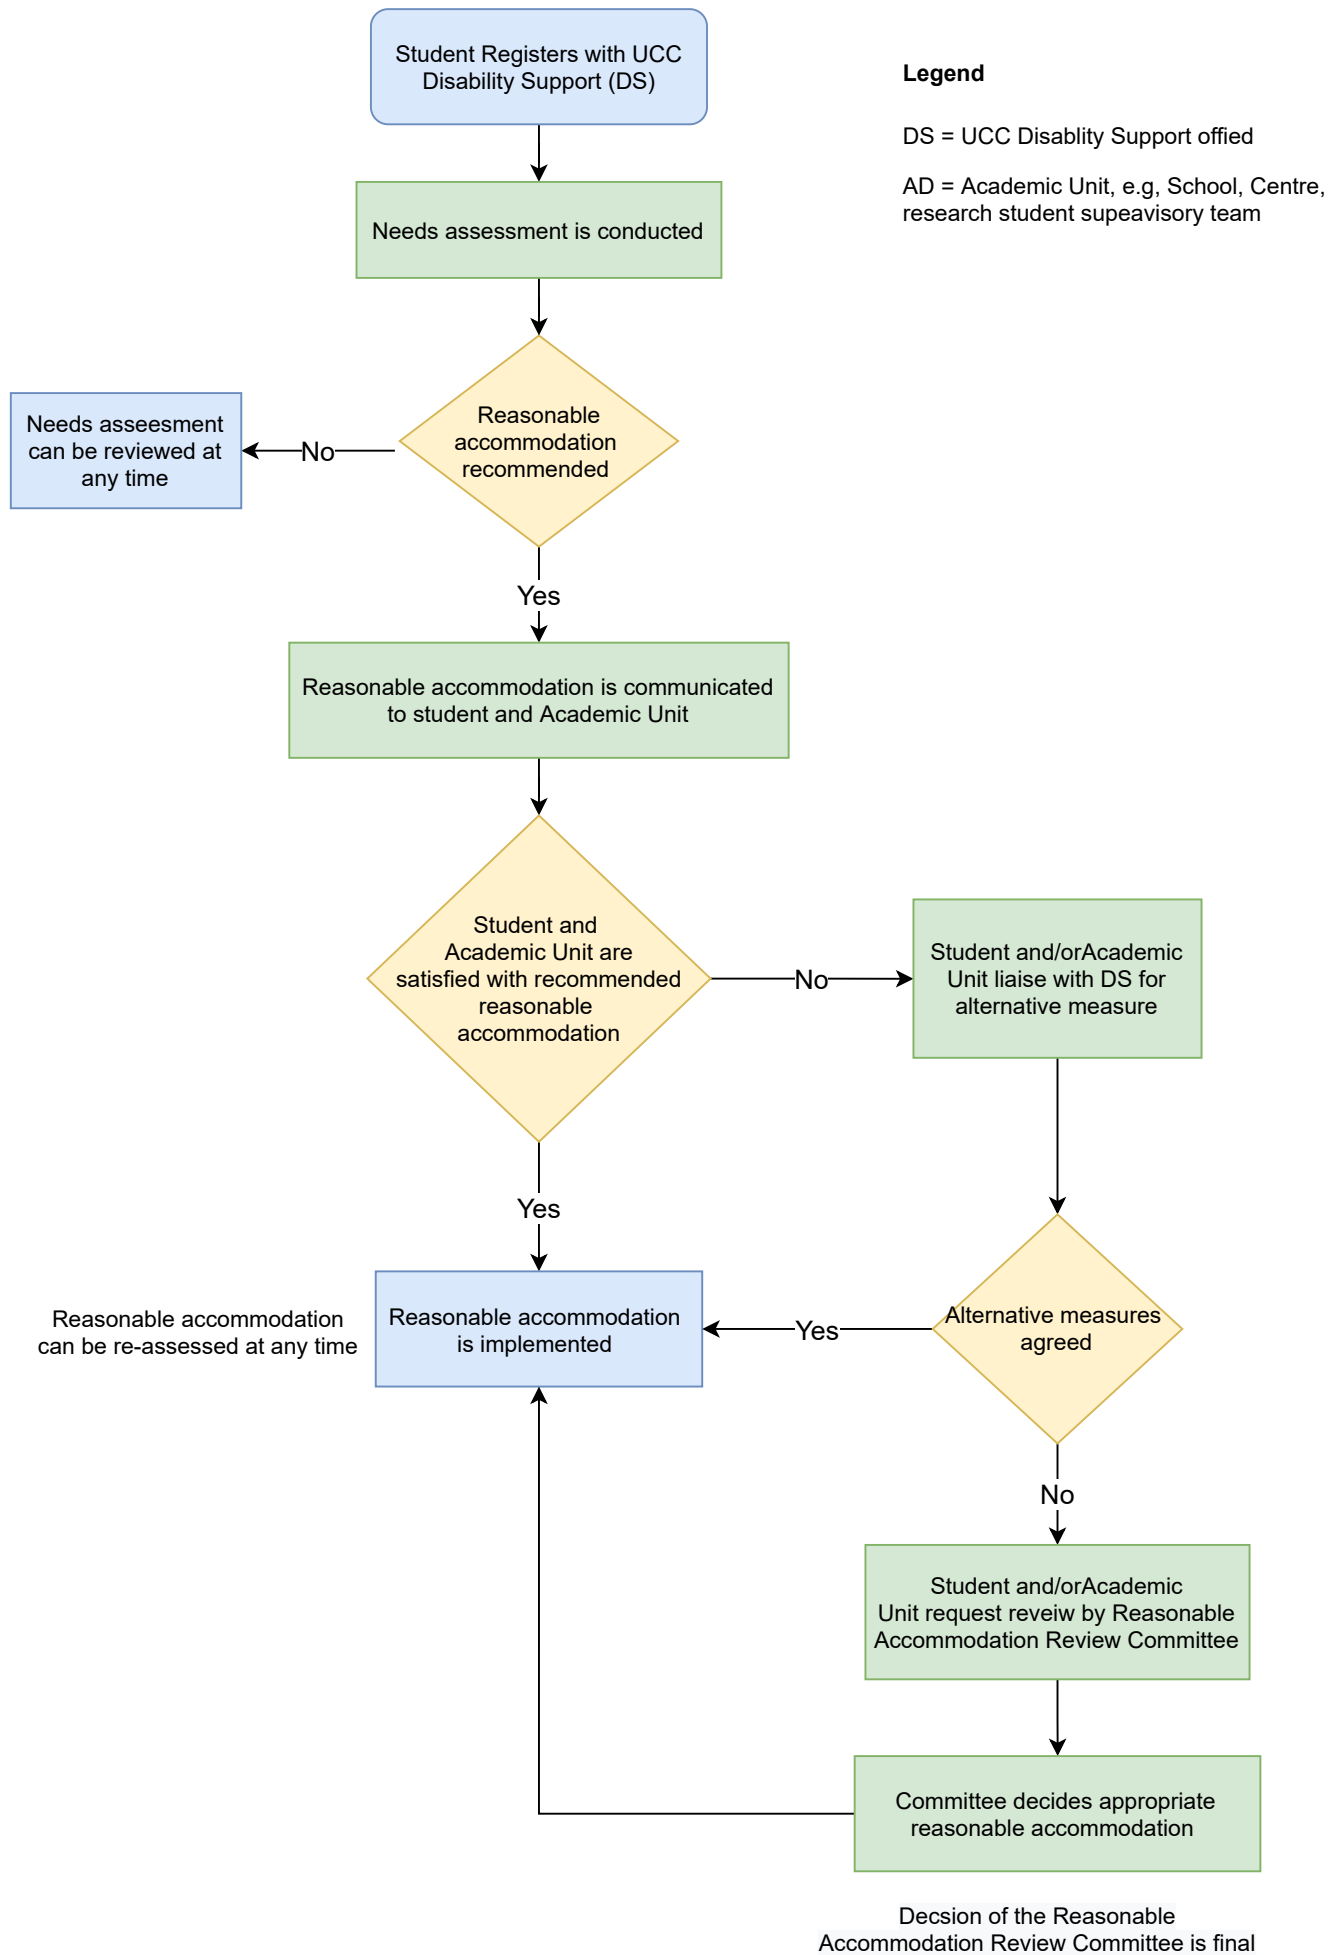 Student Registers with UCC
Disability Support (DS)
Legend
DS = UCC Disablity Support offied
AD = Academic Unit, e.g, School, Centre,
research student supeavisory team
Needs assessment is conducted
Reasonable
accommodation
recommended
No
Needs asseesment
can be reviewed at
any time
Yes
Reasonable accommodation is communicated
to student and Academic Unit
Student and
Academic Unit are
satisfied with recommended
reasonable
accommodation
No
Student and/orAcademic
Unit liaise with DS for
alternative measure
Yes
Reasonable accommodation
can be re-assessed at any time
Reasonable accommodation
is implemented
Yes
Alternative measures
agreed
No
Student and/orAcademic
Unit request reveiw by Reasonable
Accommodation Review Committee
Committee decides appropriate
reasonable accommodation
Decsion of the Reasonable
Accommodation Review Committee is final